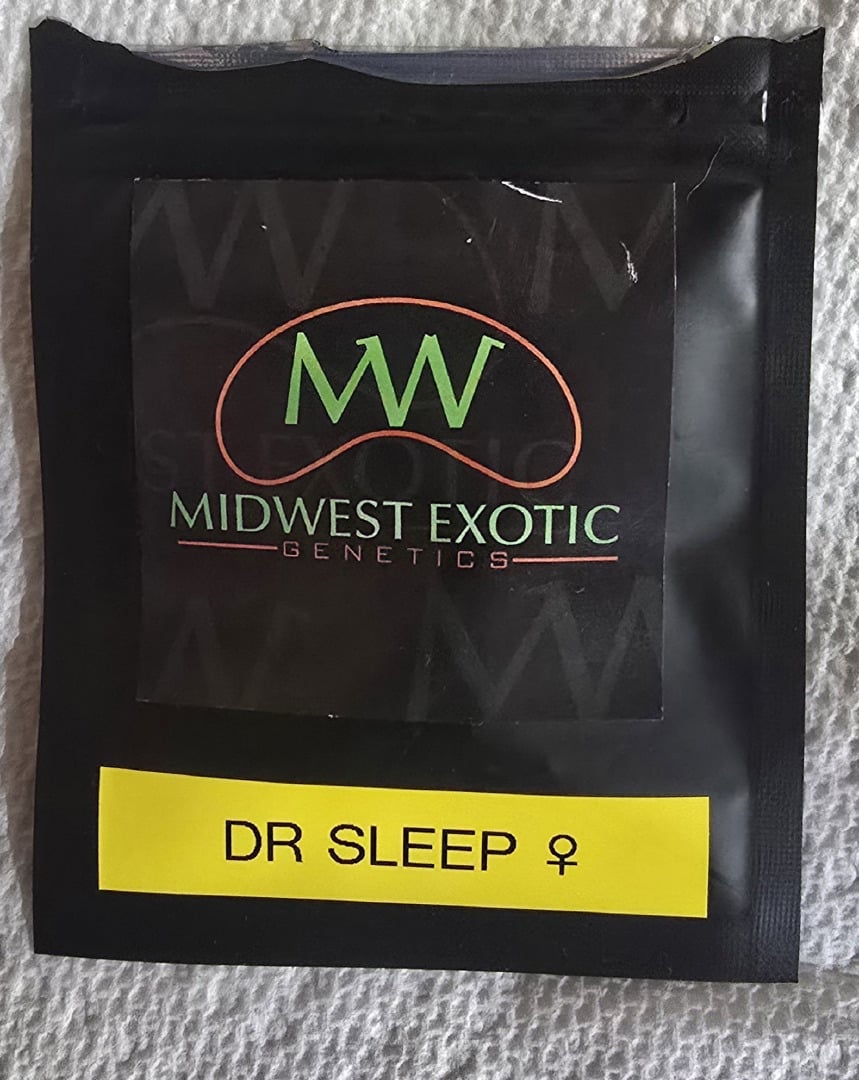 MW
MIDWEST EXOTIC
GENETICS
DR SLEEP ♀